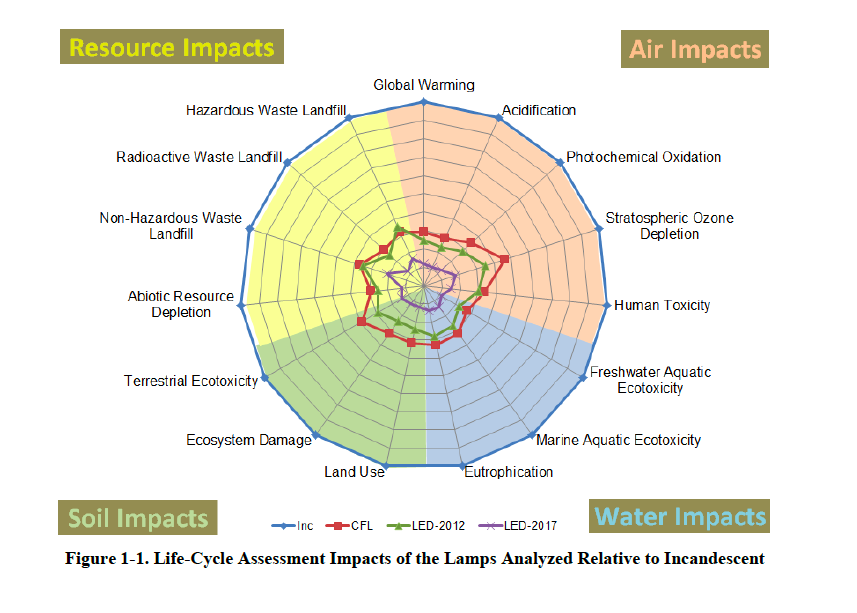 Resource Impacts
Air Impacts
Global Warming
Hazardous Waste Landfill
Acidification
Radioactive Waste Landfill
Photochemical Oxidation
Non-Hazardous Waste
Landfill
Stratospheric Ozone
Depletion
Abiotic Resource
Depletion
Human Toxicity
Terrestrial Ecotoxicity
Freshwater Aquatic
Ecotoxicity
Ecosystem Damage
Marine Aquatic Ecotoxicity
Land Use
Eutrophication
Soil Impacts
Water Impacts
Inc CFL LED-2012 LED-2017
Figure 1-1. Life-Cycle Assessment Impacts of the Lamps Analyzed Relative to Incandescent